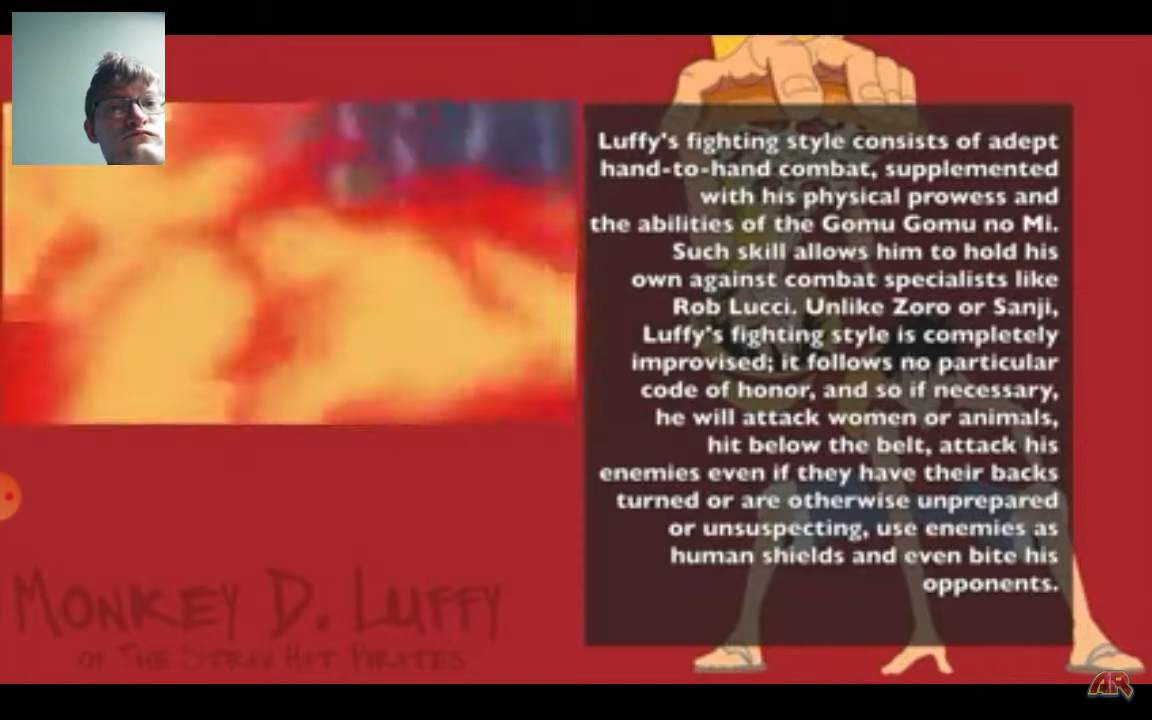 Luffy's fighting style consists of adept
hand-to-hand combat, supplemented
with his physical prowess and
the abilities of the Gomu Gomu no Mi.
Such skill allows him to hold his
own against combat specialists like
Rob Lucci. Unlike Zoro or Sanji,
Luffy's fighting style is completely
improvised; it follows no particular
code of honor, and so if necessary,
he will attack women or animals,
hit below the belt, attack his
enemies even if they have their backs
turned or are otherwise unprepared
or unsuspecting, use enemies as
human shields and even bite his
opponents.
MONKEY D. LUFFY
OF THE STRAW HAT PIRATES
AR